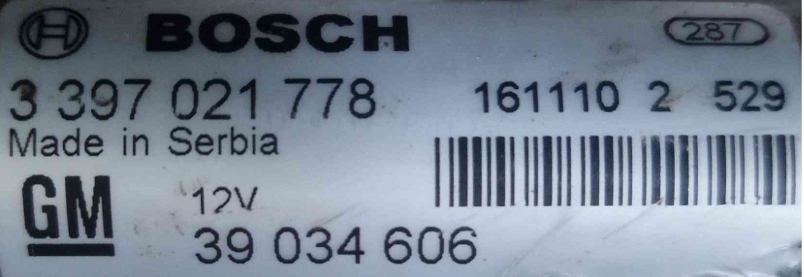 BOSCH 287
3 397 021 778 161110 2 529
Made in Serbia
GM 12V
39 034 606